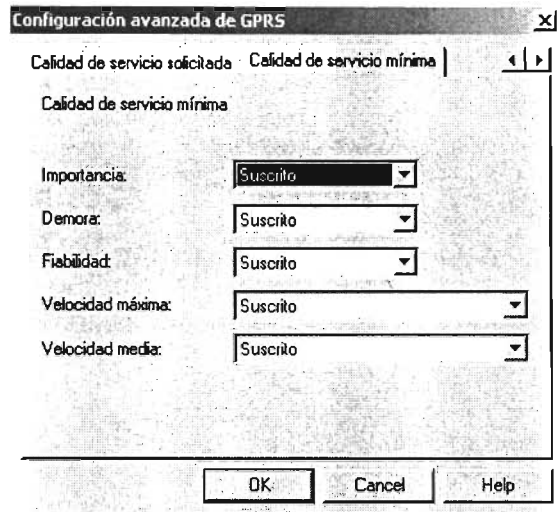 Configuración avanzada de GPRS
Calidad de servicio solicitada Calidad de servicio mínima
Calidad de servicio mínima
Importancia: Suscrito
Demora: Suscrito
Fiabilidad: Suscrito
Velocidad máxima: Suscrito
Velocidad media: Suscrito
OK Cancel Help